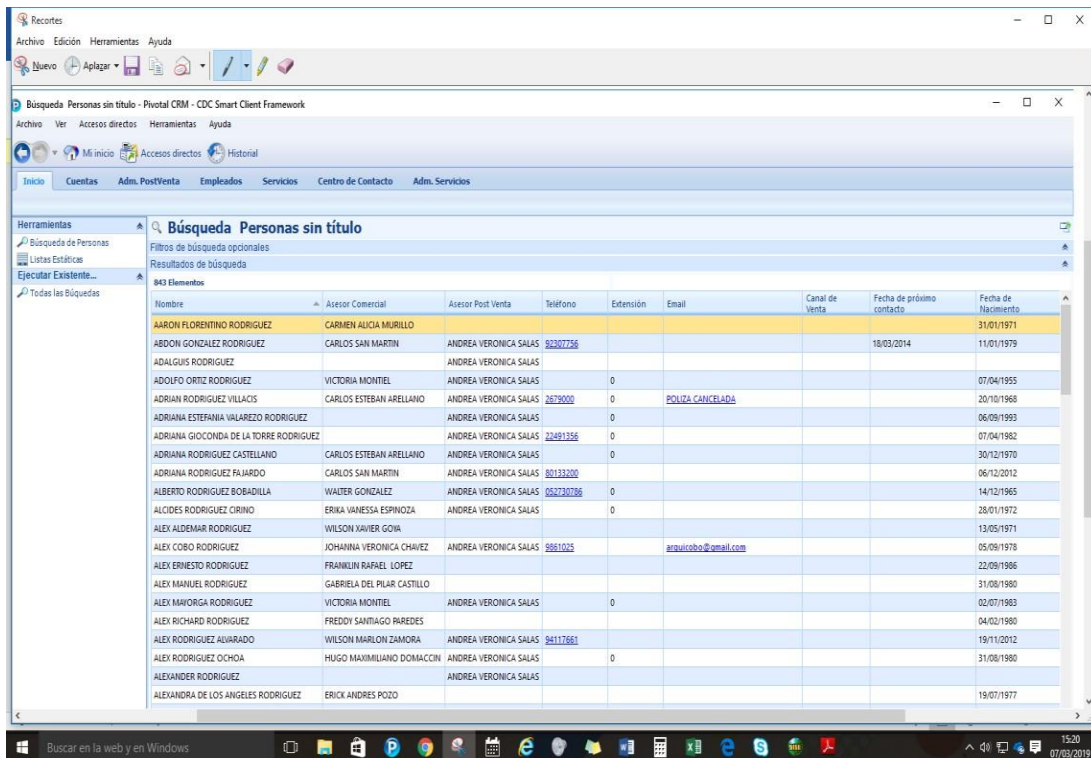 Recortes
Archivo Edición Herramientas Ayuda
Nuevo Aplazar
Búsqueda Personas sin título - Pivotal CRM - CDC Smart Client Framework
Archivo Ver Accesos directos Herramientas Ayuda
Mi inicio Accesos directos Historial
Inicio Cuentas Adm. PostVenta Empleados Servicios Centro de Contacto Adm. Servicios
Herramientas
Búsqueda de Personas
Listas Estáticas
Ejecutar Existente...
Todas las Búquedas
Búsqueda Personas sin título
Filtros de búsqueda opcionales
Resultados de búsqueda
843 Elementos
Nombre Asesor Comercial Asesor Post Venta Teléfono Extensión Email Canal de Venta Fecha de próximo contacto Fecha de Nacimiento
AARON FLORENTINO RODRIGUEZ CARMEN ALICIA MURILLO 31/01/1971
ABDON GONZALEZ RODRIGUEZ CARLOS SAN MARTIN ANDREA VERONICA SALAS 92307756 18/03/2014 11/01/1979
ADALGUIS RODRIGUEZ ANDREA VERONICA SALAS
ADOLFO ORTIZ RODRIGUEZ VICTORIA MONTIEL ANDREA VERONICA SALAS 0 07/04/1955
ADRIAN RODRIGUEZ VILLACIS CARLOS ESTEBAN ARELLANO ANDREA VERONICA SALAS 2679000 0 POLIZA CANCELADA 20/10/1968
ADRIANA ESTEFANIA VALAREZO RODRIGUEZ ANDREA VERONICA SALAS 0 06/09/1993
ADRIANA GIOCONDA DE LA TORRE RODRIGUEZ ANDREA VERONICA SALAS 22491356 0 07/04/1982
ADRIANA RODRIGUEZ CASTELLANO CARLOS ESTEBAN ARELLANO ANDREA VERONICA SALAS 0 30/12/1970
ADRIANA RODRIGUEZ FAJARDO CARLOS SAN MARTIN ANDREA VERONICA SALAS 80133200 06/12/2012
ALBERTO RODRIGUEZ BOBADILLA WALTER GONZALEZ ANDREA VERONICA SALAS 052730786 0 14/12/1965
ALCIDES RODRIGUEZ CIRINO ERIKA VANESSA ESPINOZA ANDREA VERONICA SALAS 0 28/01/1972
ALEX ALDEMAR RODRIGUEZ WILSON XAVIER GOYA 13/05/1971
ALEX COBO RODRIGUEZ JOHANNA VERONICA CHAVEZ ANDREA VERONICA SALAS 9861025 arquicobo@gmail.com 05/09/1978
ALEX ERNESTO RODRIGUEZ FRANKLIN RAFAEL LOPEZ 22/09/1986
ALEX MANUEL RODRIGUEZ GABRIELA DEL PILAR CASTILLO 31/08/1980
ALEX MAYORGA RODRIGUEZ VICTORIA MONTIEL ANDREA VERONICA SALAS 0 02/07/1983
ALEX RICHARD RODRIGUEZ FREDDY SANTIAGO PAREDES 04/02/1980
ALEX RODRIGUEZ ALVARADO WILSON MARLON ZAMORA ANDREA VERONICA SALAS 94117661 19/11/2012
ALEX RODRIGUEZ OCHOA HUGO MAXIMILIANO DOMACCIN ANDREA VERONICA SALAS 0 31/08/1980
ALEXANDER RODRIGUEZ ANDREA VERONICA SALAS
ALEXANDRA DE LOS ANGELES RODRIGUEZ ERICK ANDRES POZO 19/07/1977
Buscar en la web y en Windows
15:20
07/03/2019